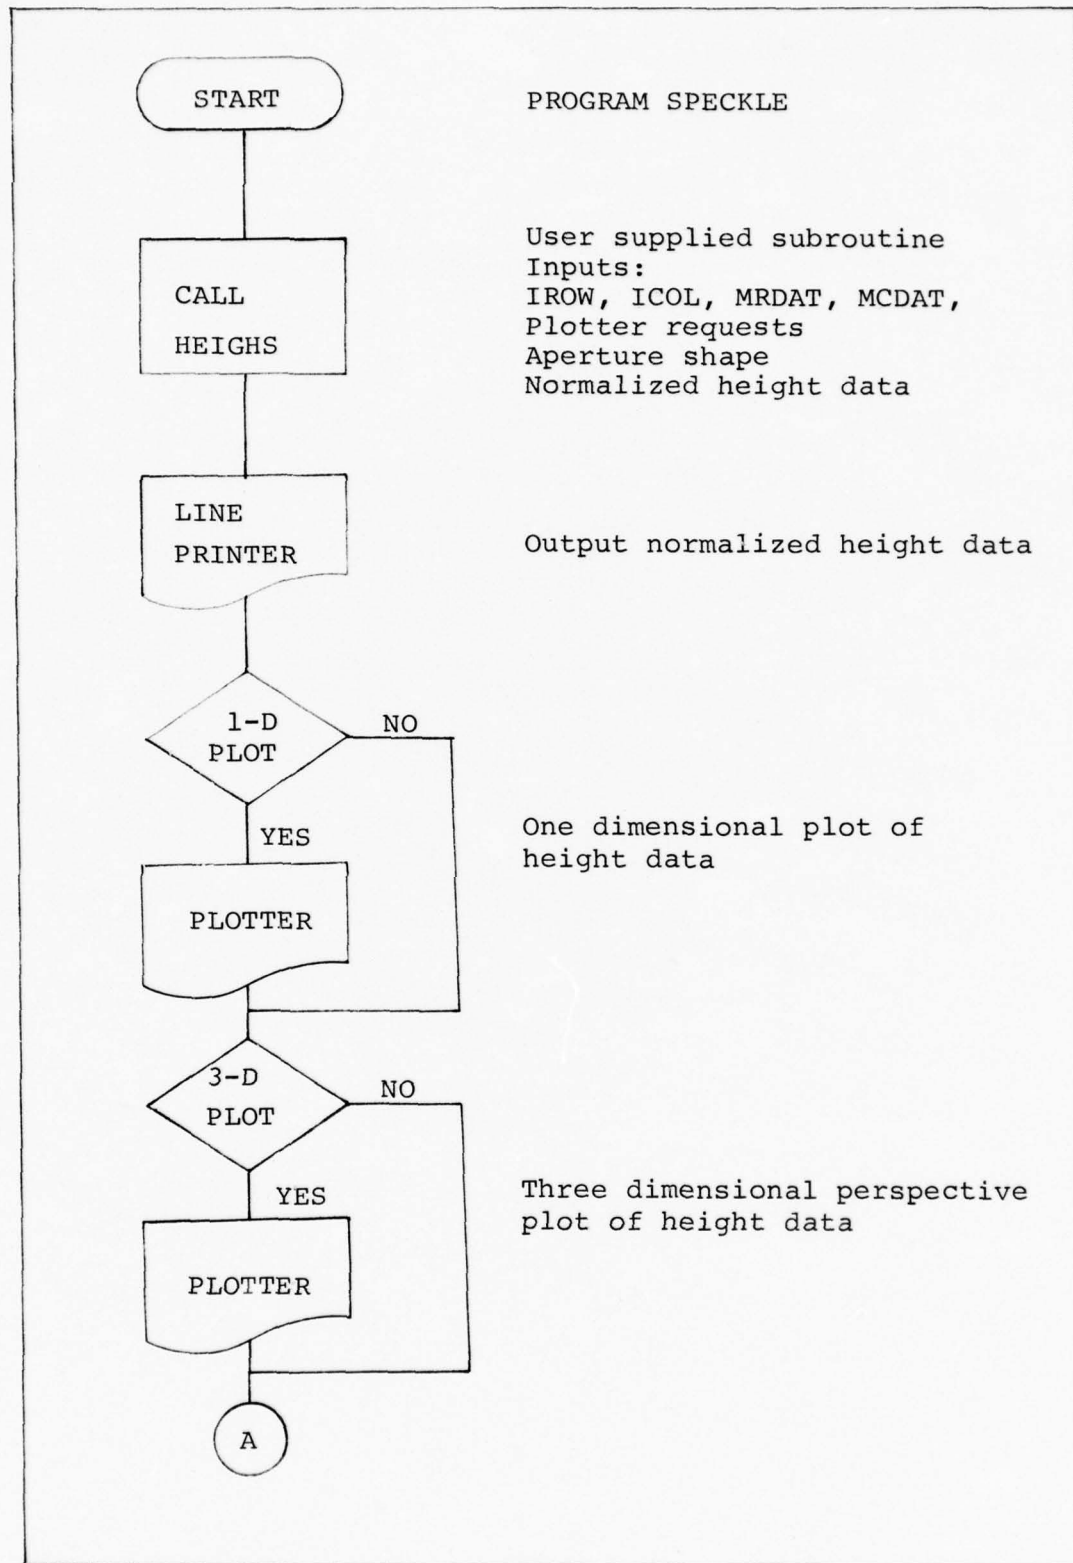 START
PROGRAM SPECKLE
CALL
HEIGHS
User supplied subroutine
Inputs:
IROW, ICOL, MRDAT, MCDAT,
Plotter requests
Aperture shape
Normalized height data
LINE
PRINTER
Output normalized height data
1-D
PLOT
NO
YES
One dimensional plot of
height data
PLOTTER
3-D
PLOT
NO
YES
Three dimensional perspective
plot of height data
PLOTTER
A